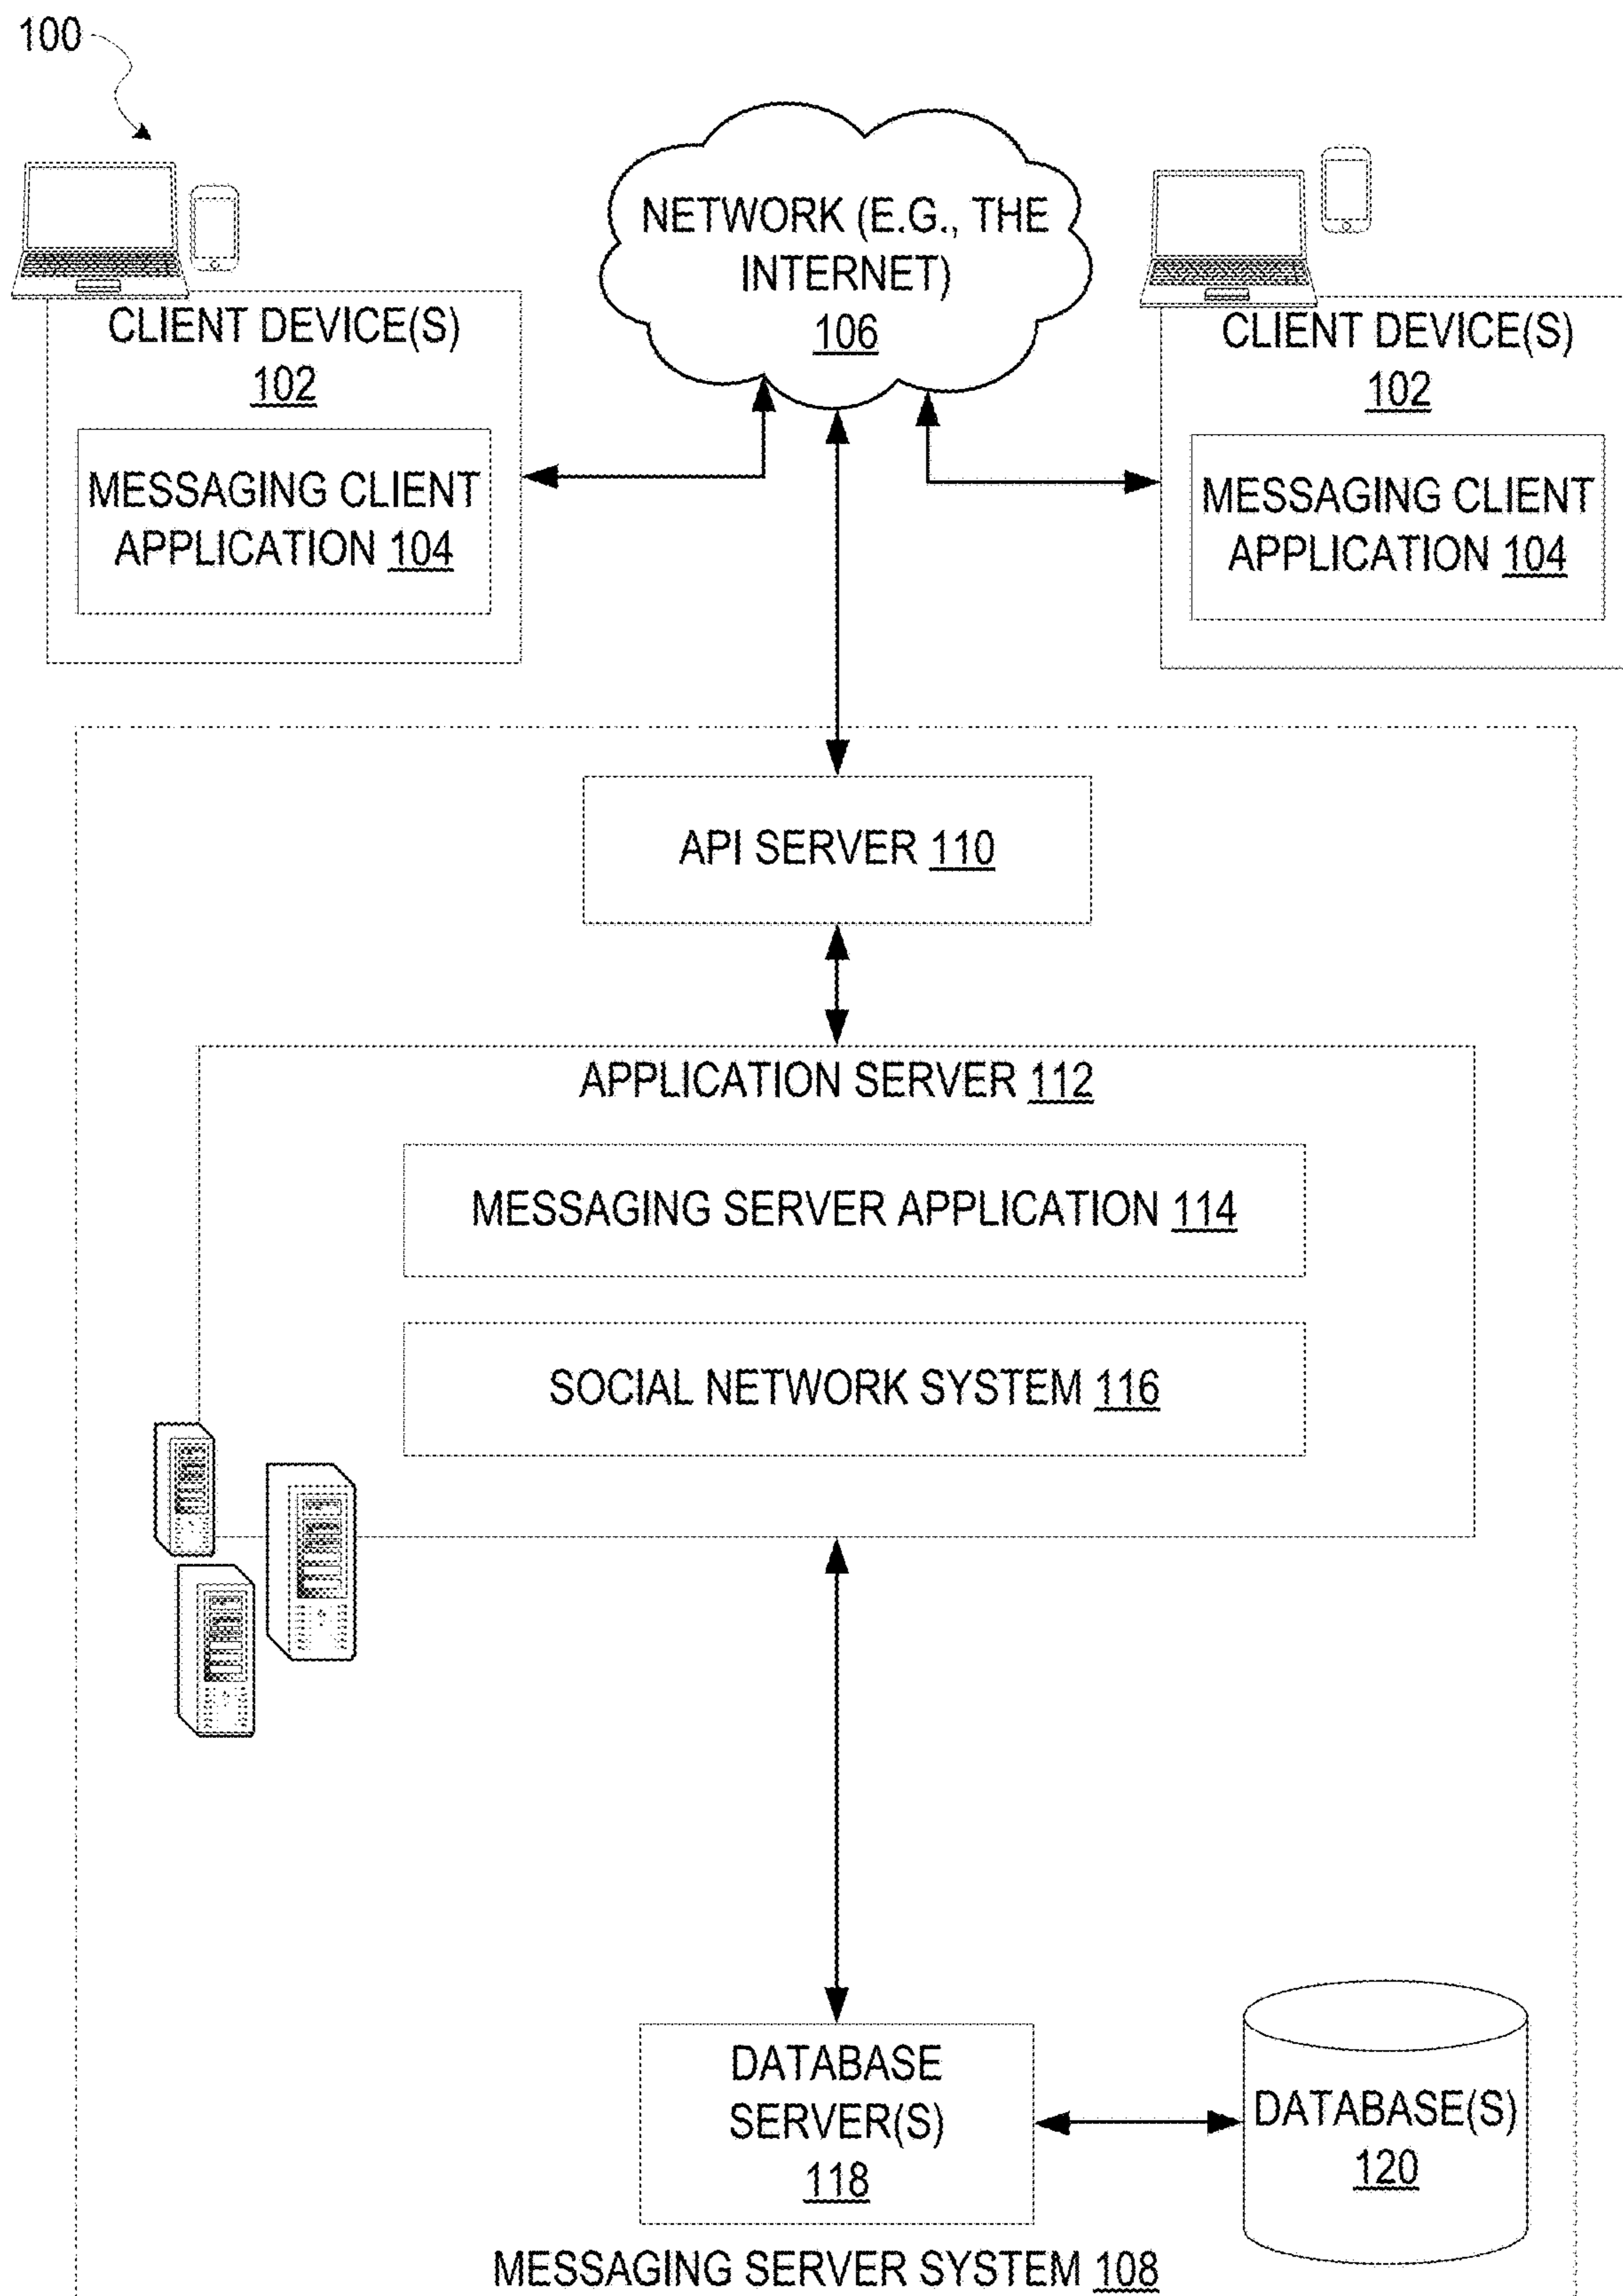 100
NETWORK (E.G., THE
INTERNET)
106
CLIENT DEVICE(S)
102
MESSAGING CLIENT
APPLICATION 104
CLIENT DEVICE(S)
102
MESSAGING CLIENT
APPLICATION 104
API SERVER 110
APPLICATION SERVER 112
MESSAGING SERVER APPLICATION 114
SOCIAL NETWORK SYSTEM 116
DATABASE
SERVER(S)
118
DATABASE(S)
120
MESSAGING SERVER SYSTEM 108